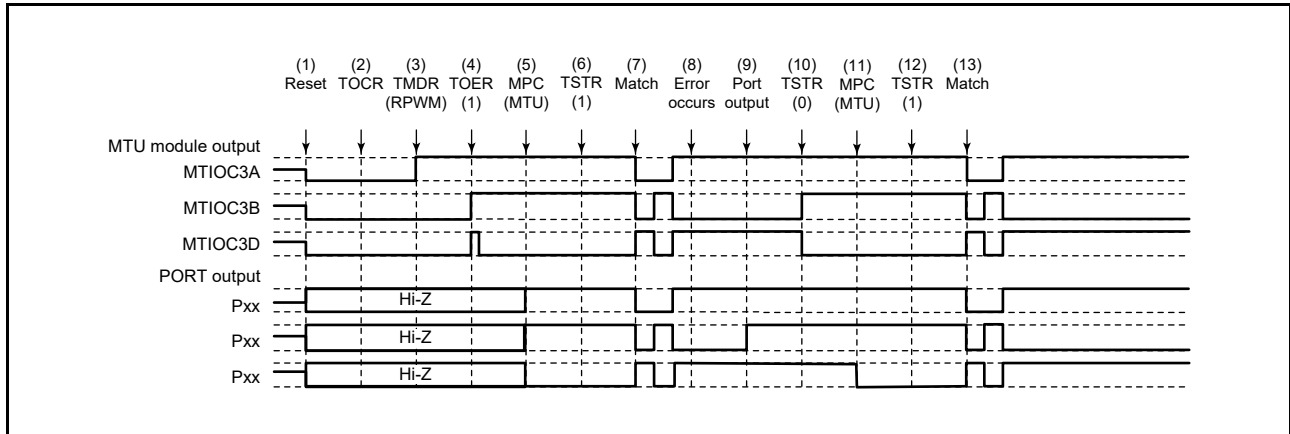 (1) (2) (3) (4) (5) (6) (7) (8) (9) (10) (11) (12) (13)
Reset TOCR TMDR TOER MPC TSTR Match Error Port TSTR MPC TSTR Match
(RPWM) (1) (MTU) (1) occurs output (0) (MTU) (1)
MTU module output
MTIOC3A
MTIOC3B
MTIOC3D
PORT output
Pxx Hi-Z
Pxx Hi-Z
Pxx Hi-Z